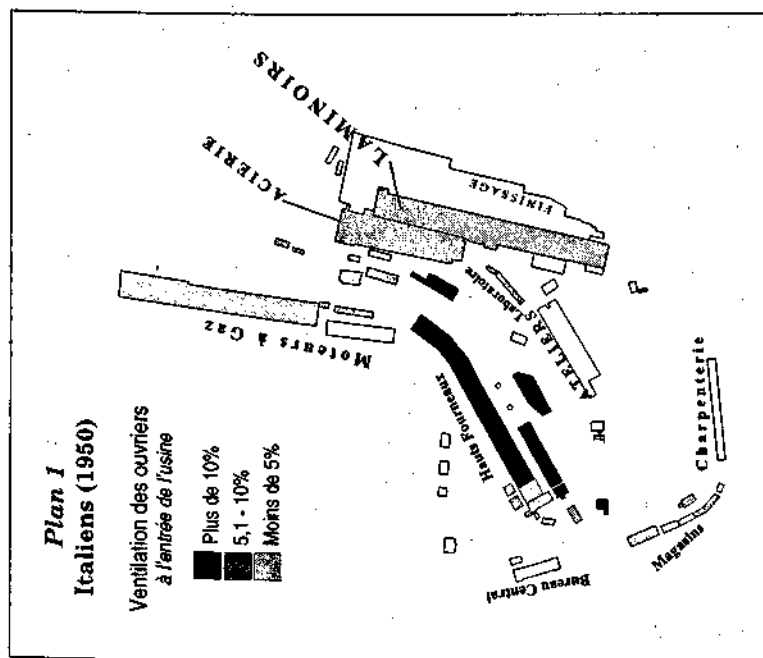 Plan 1
Italiens (1950)
Ventilation des ouvriers
à l'entrée de l'usine
Plus de 10%
5,1 - 10%
Moins de 5%
Moteurs à Gaz
ACIERIE
LAMINOIRS
FINISSAGE
Laboratoire
ATELIERS
Hauts Fourneaux
Bureau Central
Magasins
Charpenterie